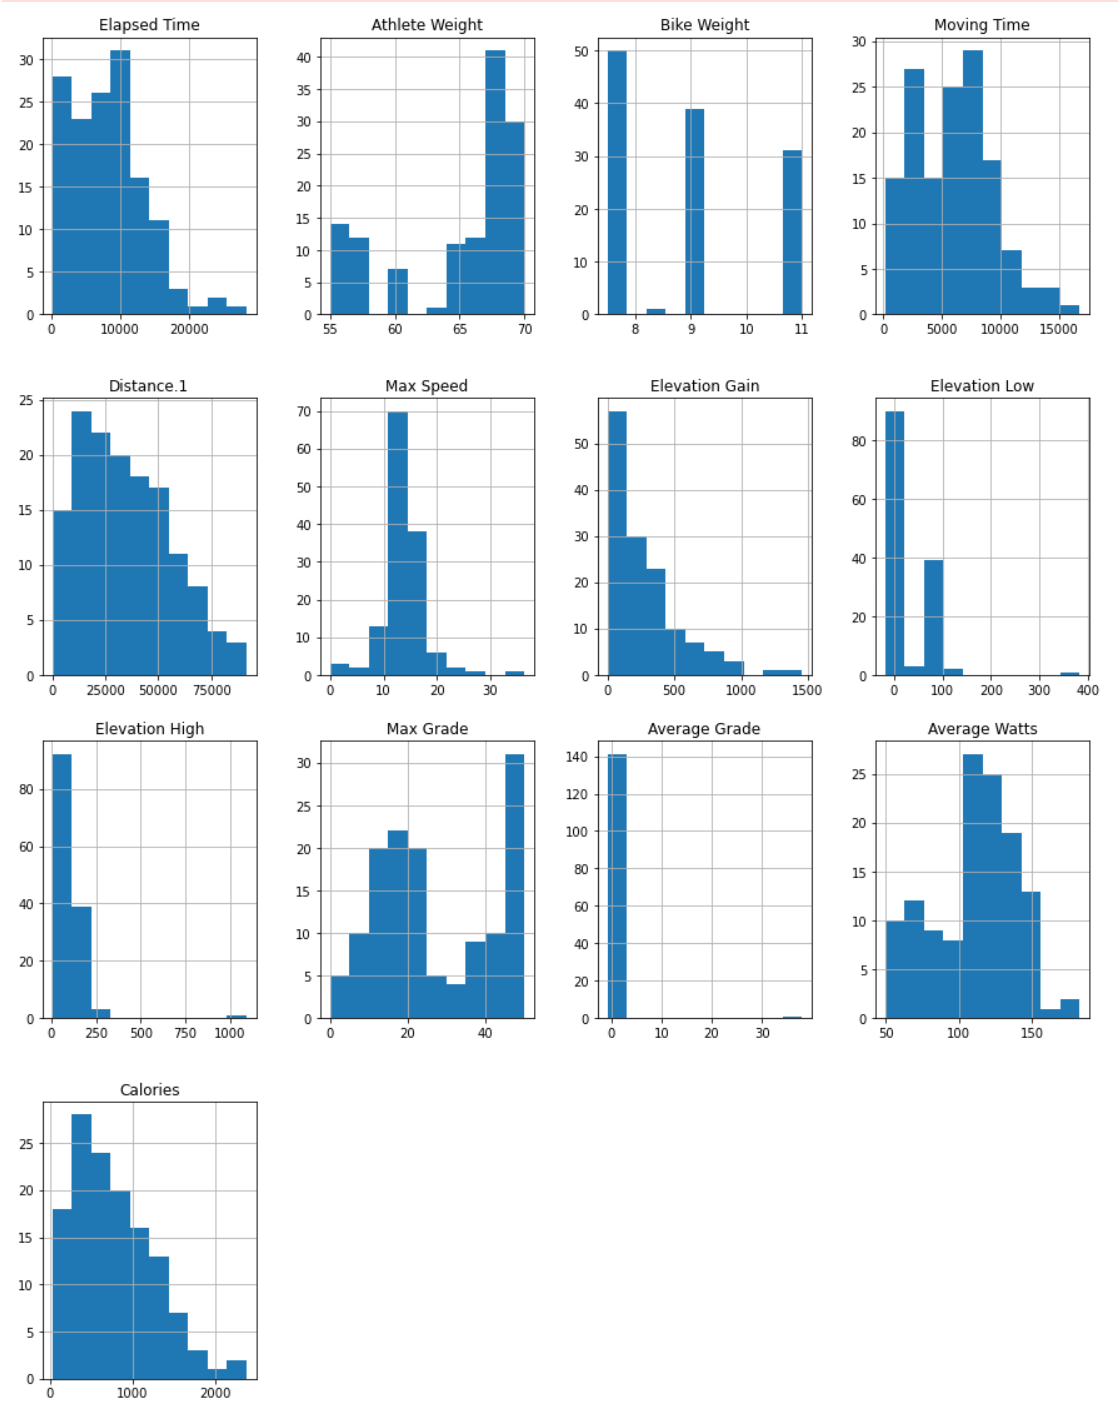 Elapsed Time Athlete Weight Bike Weight Moving Time
30 25 20 15 10 5 0
0 10000 20000
40 35 30 25 20 15 10 5 0
55 60 65 70
50 40 30 20 10 0
8 9 10 11
30 25 20 15 10 5 0
0 5000 10000 15000
Distance.1 Max Speed Elevation Gain Elevation Low
25 20 15 10 5 0
0 25000 50000 75000
70 60 50 40 30 20 10 0
0 10 20 30
50 40 30 20 10 0
0 500 1000 1500
80 60 40 20 0
0 100 200 300 400
Elevation High Max Grade Average Grade Average Watts
80 60 40 20 0
0 250 500 750 1000
30 25 20 15 10 5 0
0 20 40
140 120 100 80 60 40 20 0
0 10 20 30
25 20 15 10 5 0
50 100 150
Calories
25 20 15 10 5 0
0 1000 2000